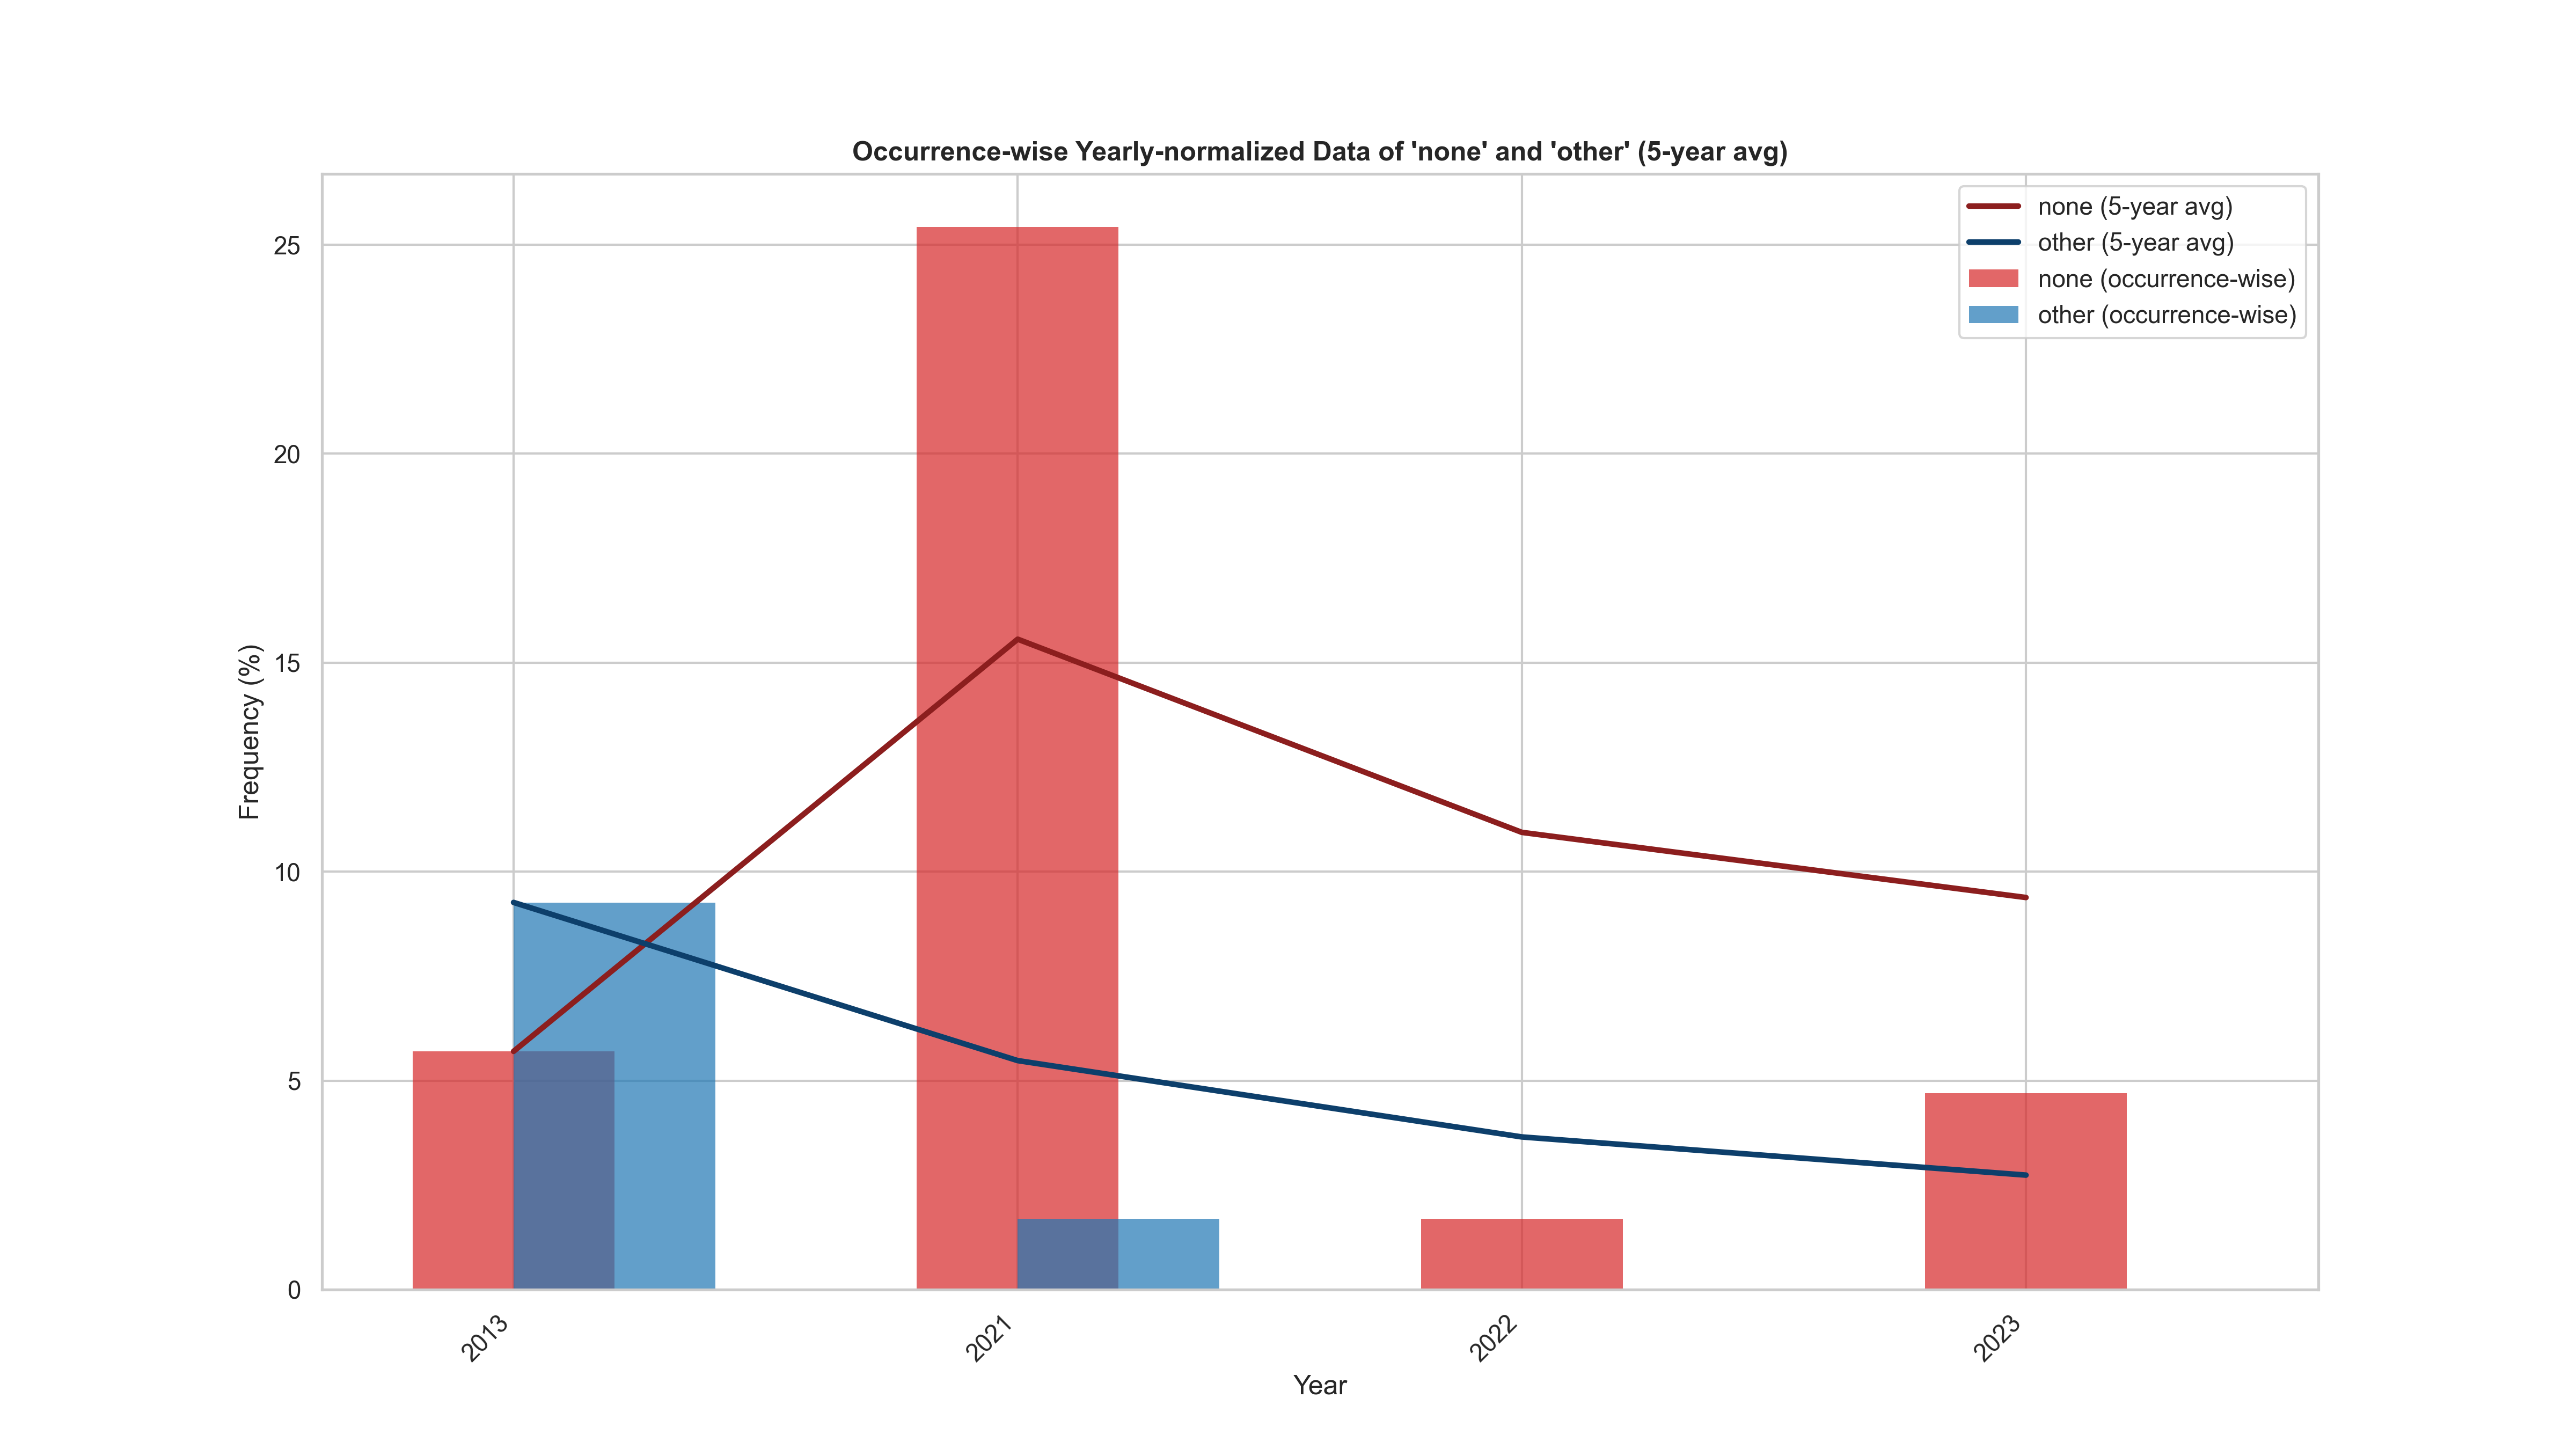 Occurrence-wise Yearly-normalized Data of 'none' and 'other' (5-year avg)
none (5-year avg)
other (5-year avg)
none (occurrence-wise)
other (occurrence-wise)
Frequency (%)
25
20
15
10
5
0
2013
2021
2022
2023
Year